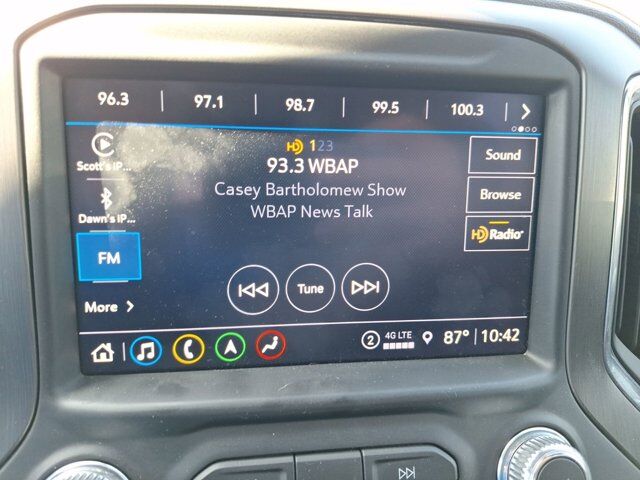 96.3 | 97.1 | 98.7 | 99.5 | 100.3 | >
Scott's iP...
HD 123
93.3 WBAP
Casey Bartholomew Show
WBAP News Talk
Sound
Browse
HD Radio
Dawn's iP...
FM
More >
Tune
2 4G LTE 87° | 10:42